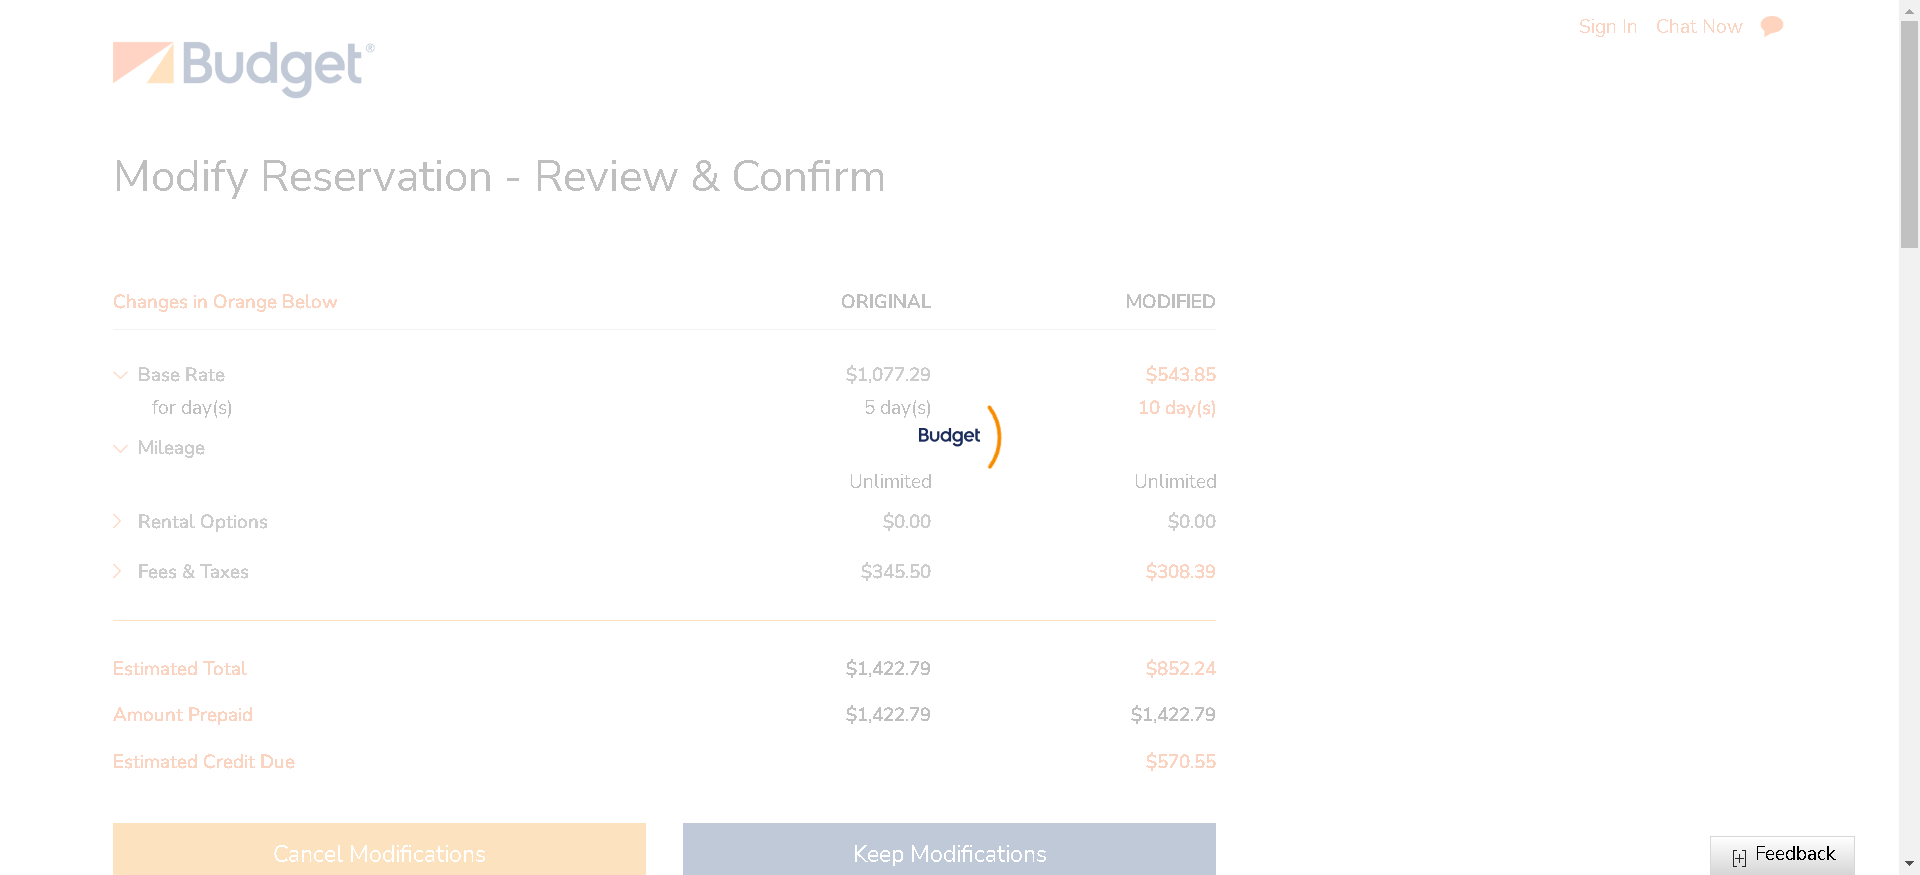 Sign In Chat Now
Budget®
Modify Reservation - Review & Confirm
Changes in Orange Below ORIGINAL MODIFIED
Base Rate $1,077.29 $543.85
for day(s) 5 day(s) 10 day(s)
Budget
Mileage
Unlimited Unlimited
Rental Options $0.00 $0.00
Fees & Taxes $345.50 $308.39
Estimated Total $1,422.79 $852.24
Amount Prepaid $1,422.79 $1,422.79
Estimated Credit Due $570.55
Cancel Modifications Keep Modifications
[+] Feedback